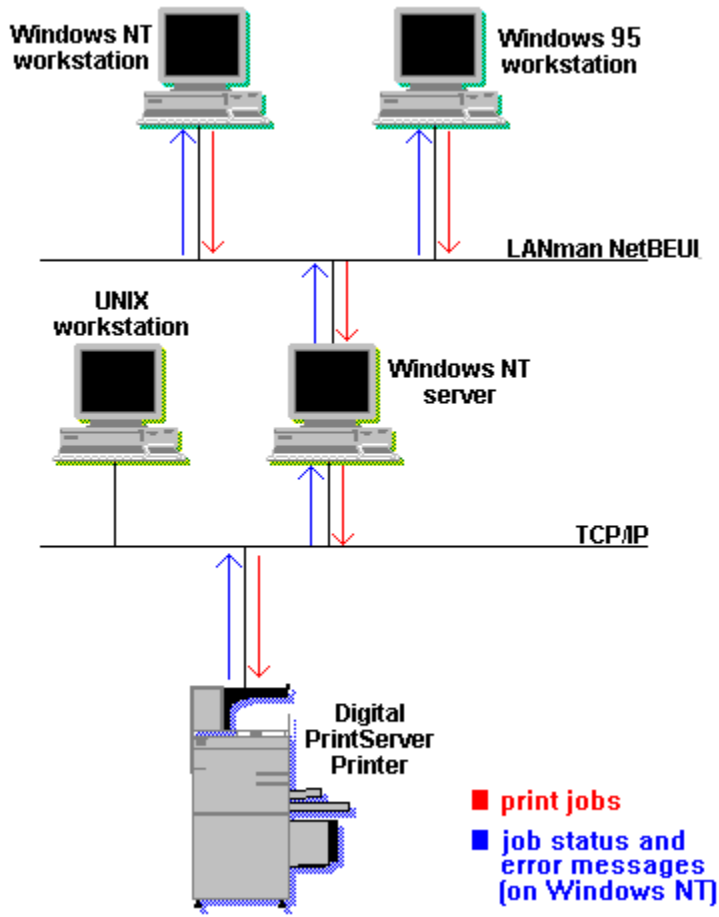 Windows NT
workstation
Windows 95
workstation
LANman NetBEUI
UNIX
workstation
Windows NT
server
TCP/IP
Digital
PrintServer
Printer
print jobs
job status and
error messages
(on Windows NT)